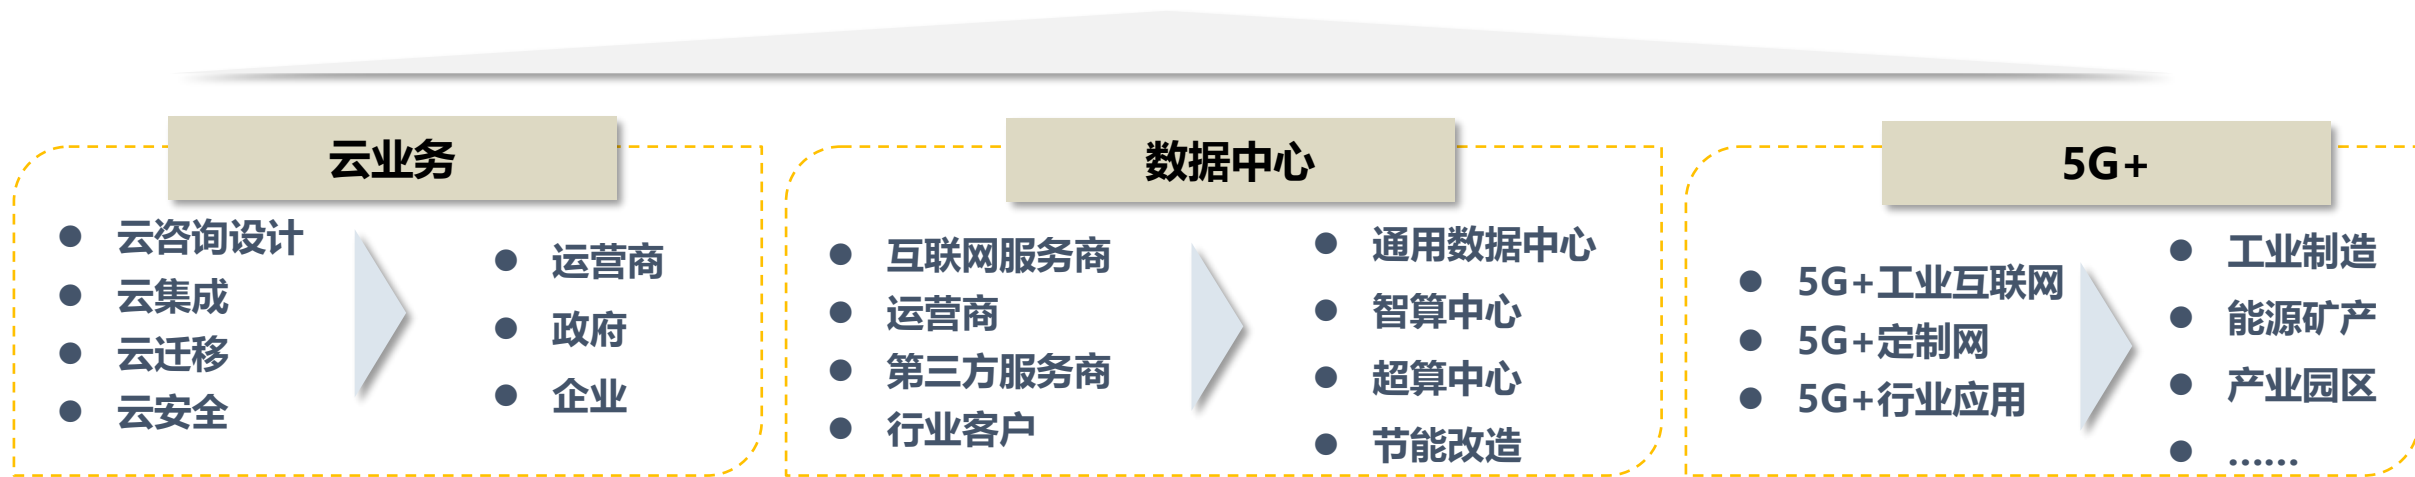 云业务
云咨询设计
云集成
云迁移
云安全
运营商
政府
企业
数据中心
互联网服务商
运营商
第三方服务商
行业客户
通用数据中心
智算中心
超算中心
节能改造
5G+
5G+工业互联网
5G+定制网
5G+行业应用
工业制造
能源矿产
产业园区
……